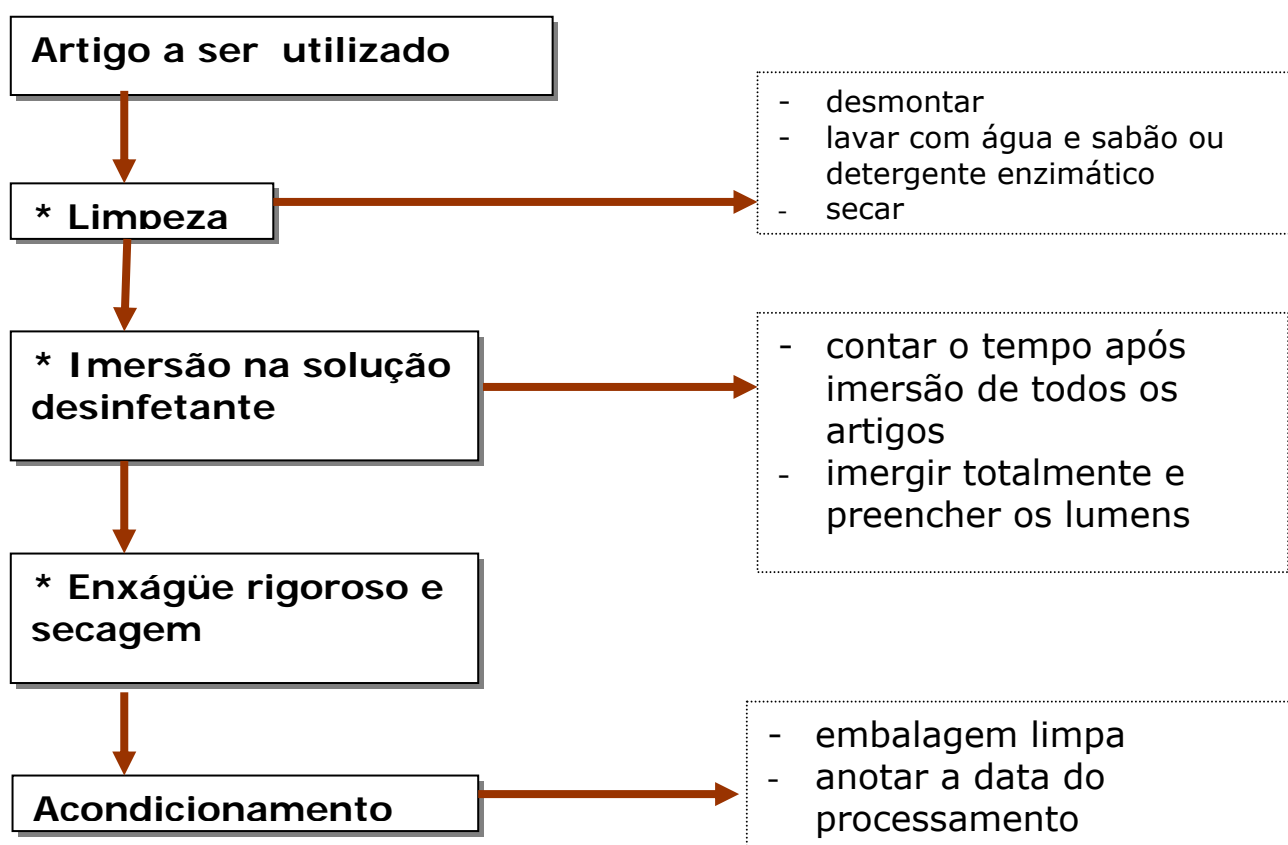 Artigo a ser utilizado
- desmontar
- lavar com água e sabão ou
detergente enzimático
- secar
* Limpeza
* Imersão na solução
desinfetante
- contar o tempo após
imersão de todos os
artigos
- imergir totalmente e
preencher os lumens
* Enxágüe rigoroso e
secagem
Acondicionamento
- embalagem limpa
- anotar a data do
processamento